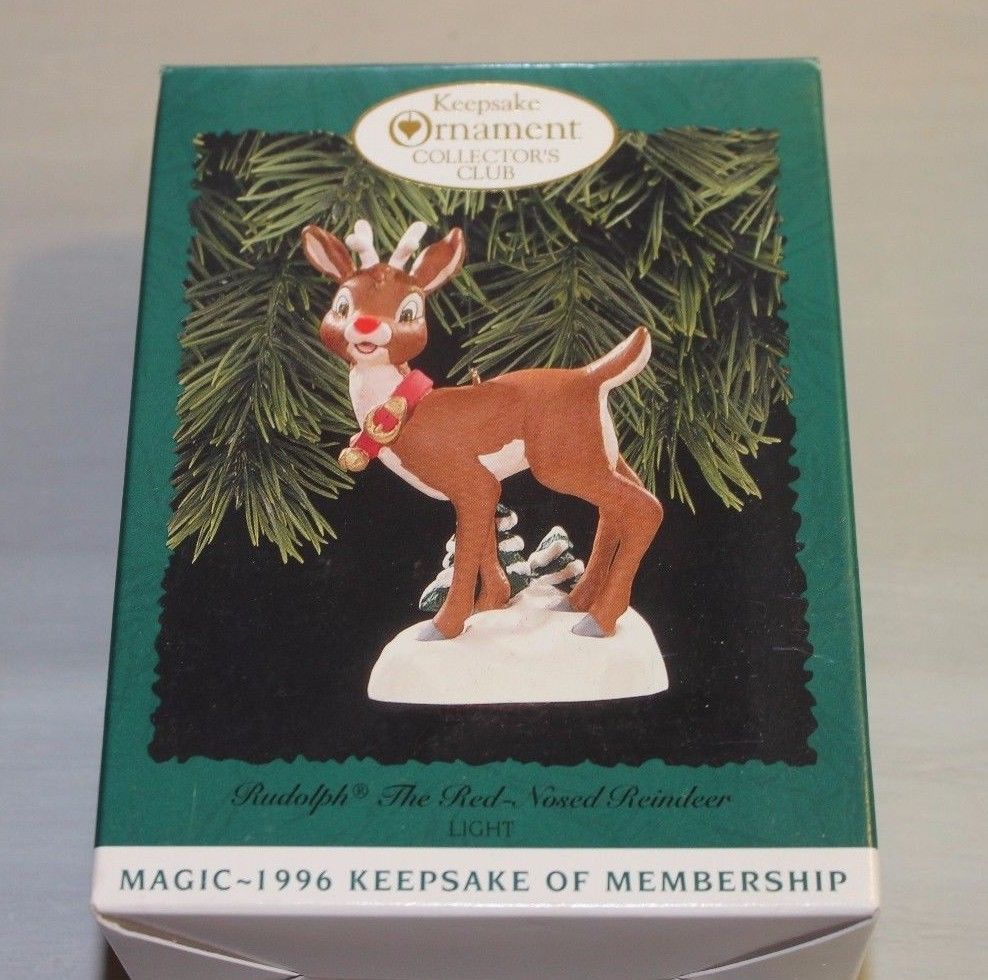 Keepsake
Ornament
COLLECTOR'S
CLUB
Rudolph® The Red-Nosed Reindeer
LIGHT
MAGIC~1996 KEEPSAKE OF MEMBERSHIP